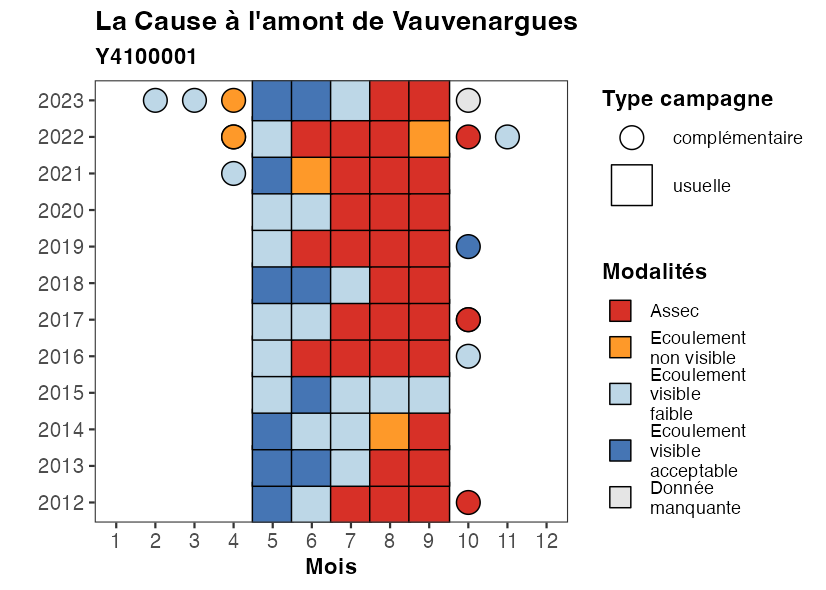 La Cause à l'amont de Vauvenargues
Y4100001
2023
2022
2021
2020
2019
2018
2017
2016
2015
2014
2013
2012
1 2 3 4 5 6 7 8 9 10 11 12
Mois
Type campagne
complémentaire
usuelle
Modalités
Assec
Ecoulement
non visible
Ecoulement
visible
faible
Ecoulement
visible
acceptable
Donnée
manquante